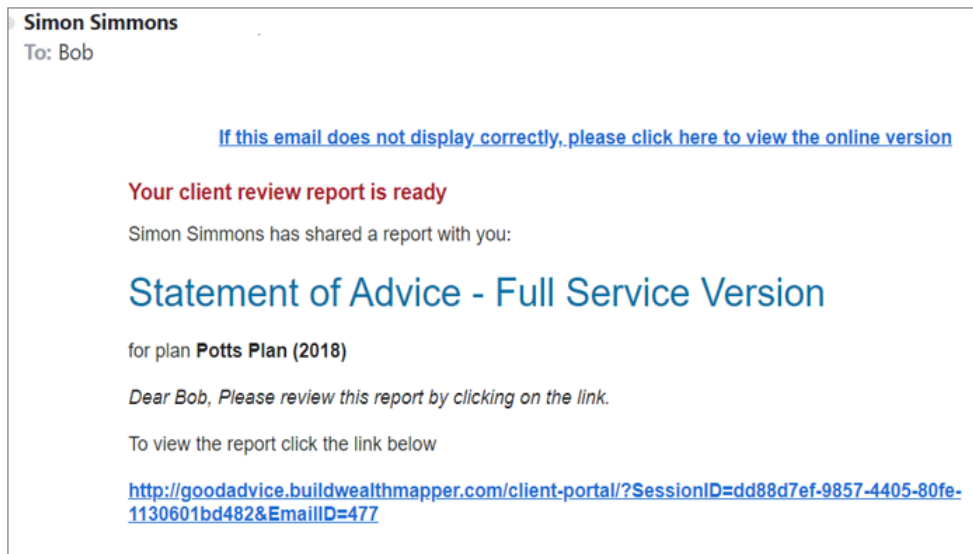 Simon Simmons
To: Bob
If this email does not display correctly, please click here to view the online version
Your client review report is ready
Simon Simmons has shared a report with you:
Statement of Advice - Full Service Version
for plan Potts Plan (2018)
Dear Bob, Please review this report by clicking on the link.
To view the report click the link below
http://goodadvice.buildwealthmapper.com/client-portal/?SessionID=dd88d7ef-9857-4405-80fe-
1130601bd482&EmailID=477